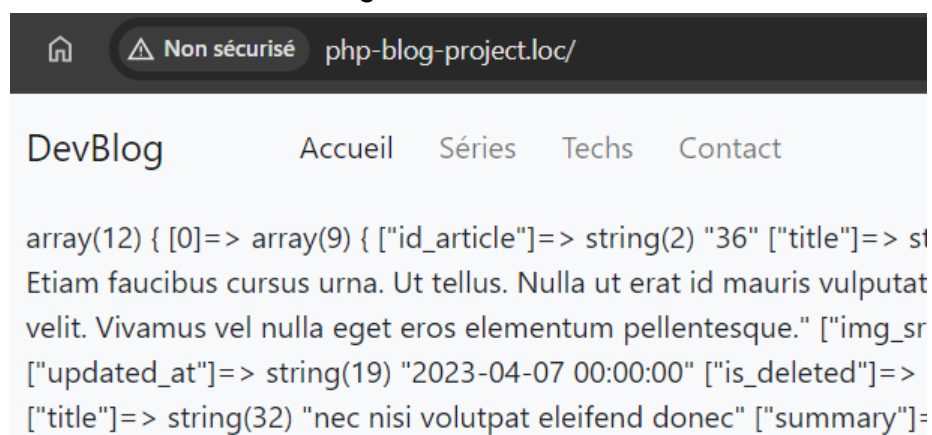 Non sécurisé php-blog-project.loc/
DevBlog Accueil Séries Techs Contact
array(12) { [0]=> array(9) { ["id_article"]=> string(2) "36" ["title"]=> st
Etiam faucibus cursus urna. Ut tellus. Nulla ut erat id mauris vulputat
velit. Vivamus vel nulla eget eros elementum pellentesque." ["img_sr
["updated_at"]=> string(19) "2023-04-07 00:00:00" ["is_deleted"]=>
["title"]=> string(32) "nec nisi volutpat eleifend donec" ["summary"]=